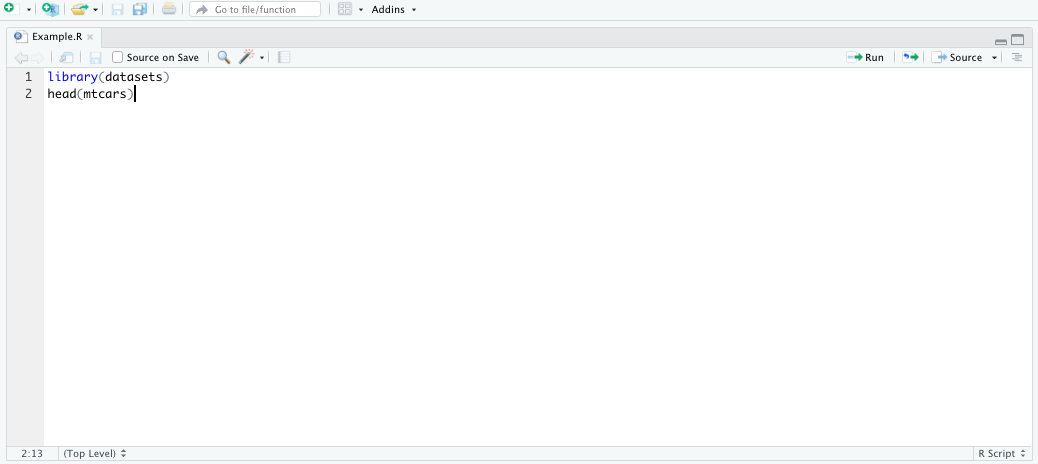 Go to file/function Addins
Example.R
Source on Save Run Source
1 library(datasets)
2 head(mtcars)
2:13 (Top Level) R Script